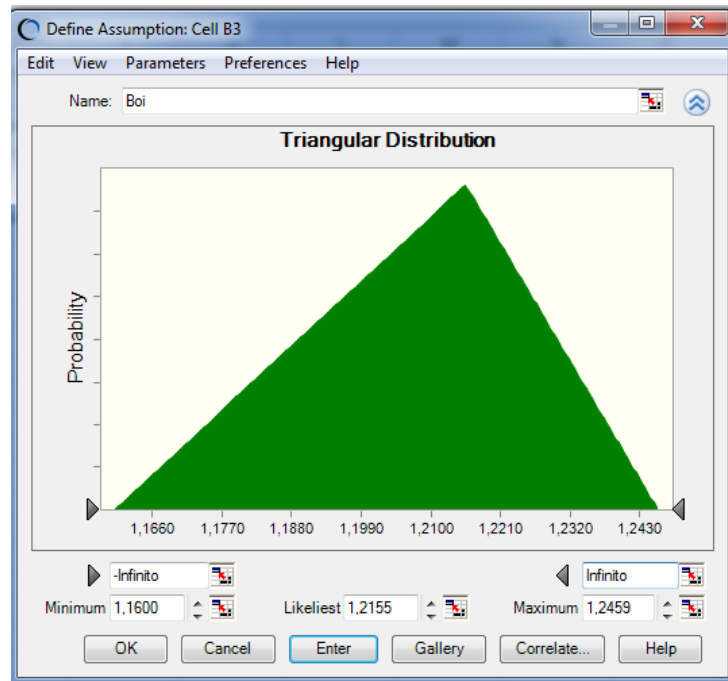 Define Assumption: Cell B3
Edit View Parameters Preferences Help
Name: Boi
Triangular Distribution
Probability
1,1660 1,1770 1,1880 1,1990 1,2100 1,2210 1,2320 1,2430
-Infinito Infinito
Minimum 1,1600 Likeliest 1,2155 Maximum 1,2459
OK Cancel Enter Gallery Correlate... Help